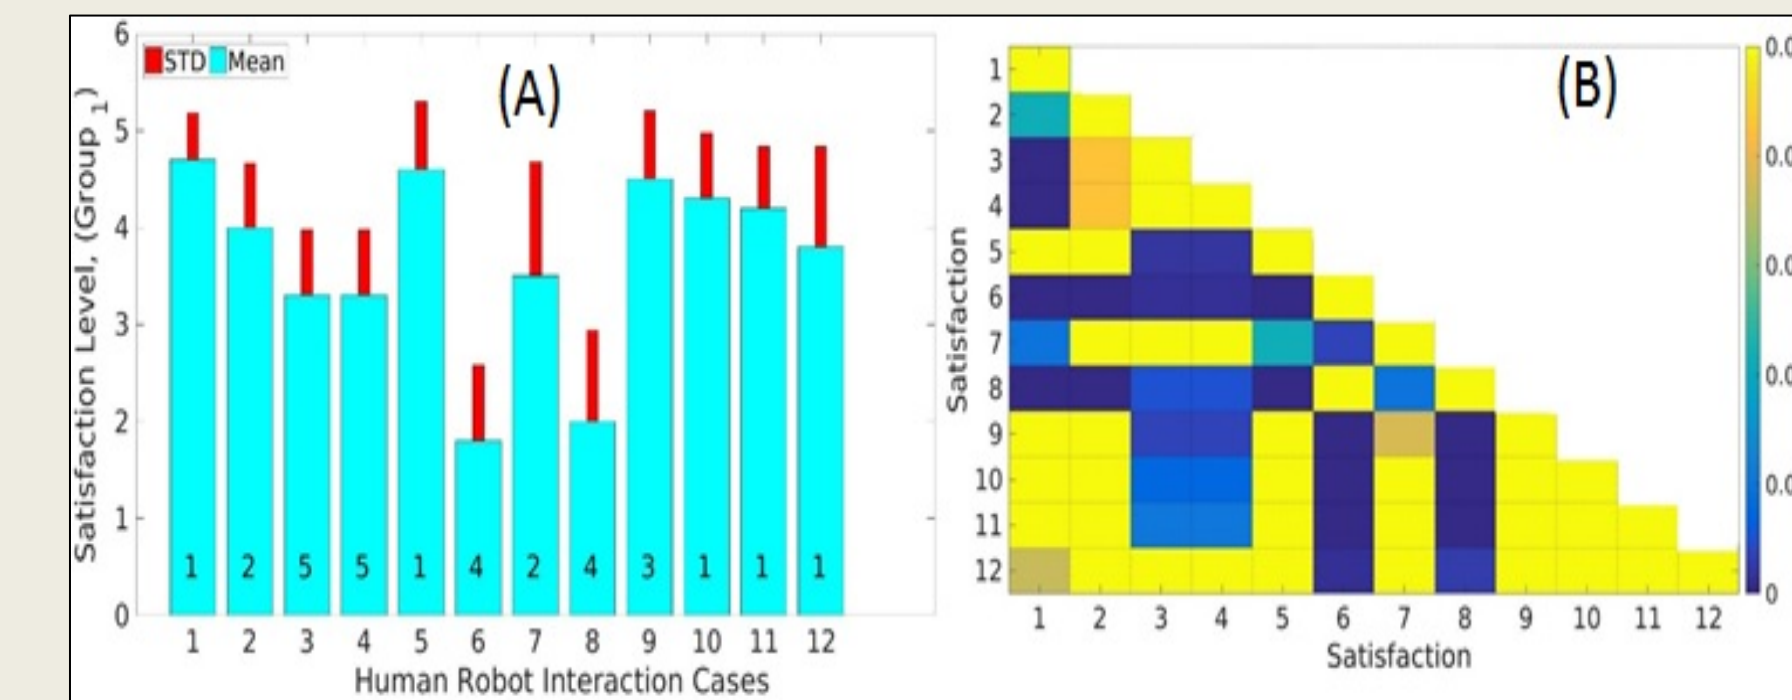 6
STD Mean
(A)
5
4
3
2
1
0
Satisfaction Level, (Group 1)
1 2 5 5 1 4 2 4 3 1 1 1
1 2 3 4 5 6 7 8 9 10 11 12
Human Robot Interaction Cases
(B)
1
2
3
4
5
6
7
8
9
10
11
12
Satisfaction
1 2 3 4 5 6 7 8 9 10 11 12
Satisfaction
0